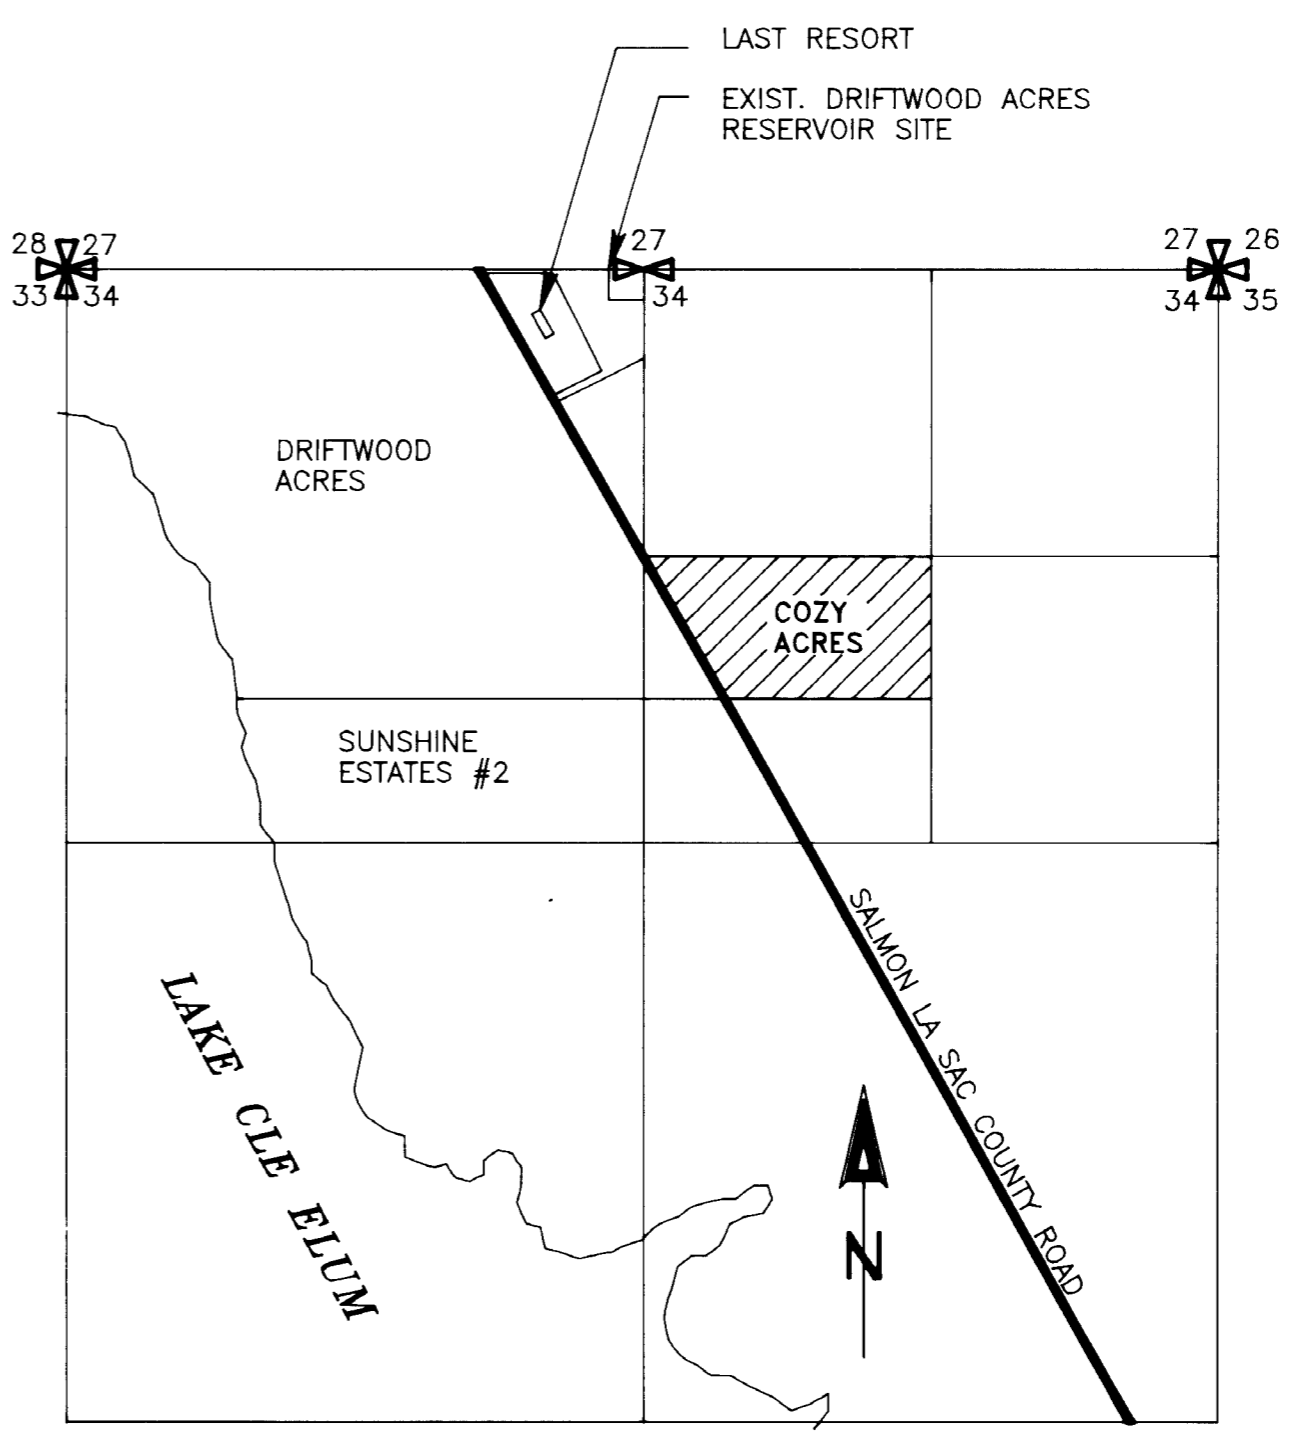 LAST RESORT
EXIST. DRIFTWOOD ACRES
RESERVOIR SITE
28 27
33 34
27
34
27 26
34 35
DRIFTWOOD
ACRES
COZY
ACRES
SUNSHINE
ESTATES #2
SALMON LA SAC COUNTY ROAD
LAKE CLE ELUM
N